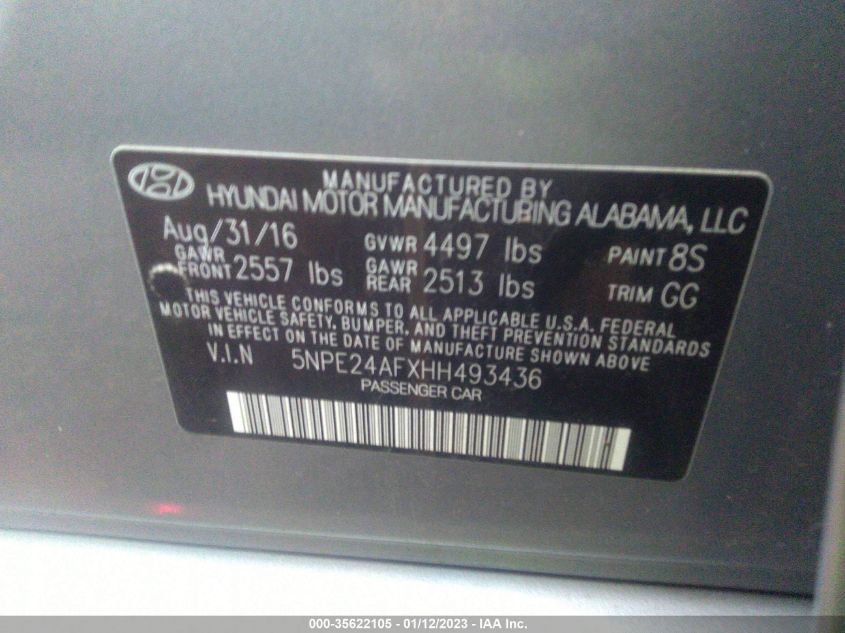 MANUFACTURED BY
HYUNDAI MOTOR MANUFACTURING ALABAMA, LLC
Aug/31/16 GVWR 4497 lbs PAINT 8S
GAWR FRONT 2557 lbs GAWR REAR 2513 lbs TRIM GG
THIS VEHICLE CONFORMS TO ALL APPLICABLE U.S.A. FEDERAL
MOTOR VEHICLE SAFETY, BUMPER, AND THEFT PREVENTION STANDARDS
IN EFFECT ON THE DATE OF MANUFACTURE SHOWN ABOVE
V.I.N 5NPE24AFXHH493436
PASSENGER CAR
000-35622105 - 01/12/2023 - IAA Inc.